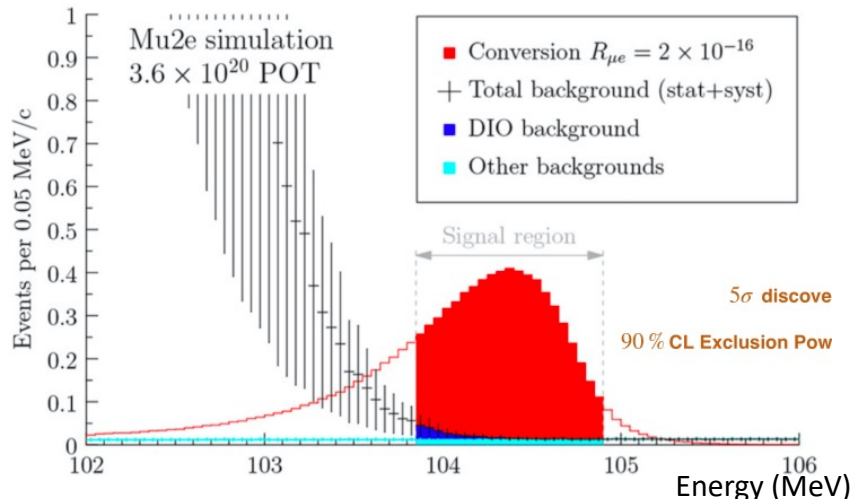 Mu2e simulation
3.6 × 10²⁰ POT
Conversion Rμe = 2 × 10⁻¹⁶
Total background (stat+syst)
DIO background
Other backgrounds
Signal region
5σ discove
90 % CL Exclusion Pow
Events per 0.05 MeV/c
1
0.9
0.8
0.7
0.6
0.5
0.4
0.3
0.2
0.1
0
102
103
104
105
106
Energy (MeV)